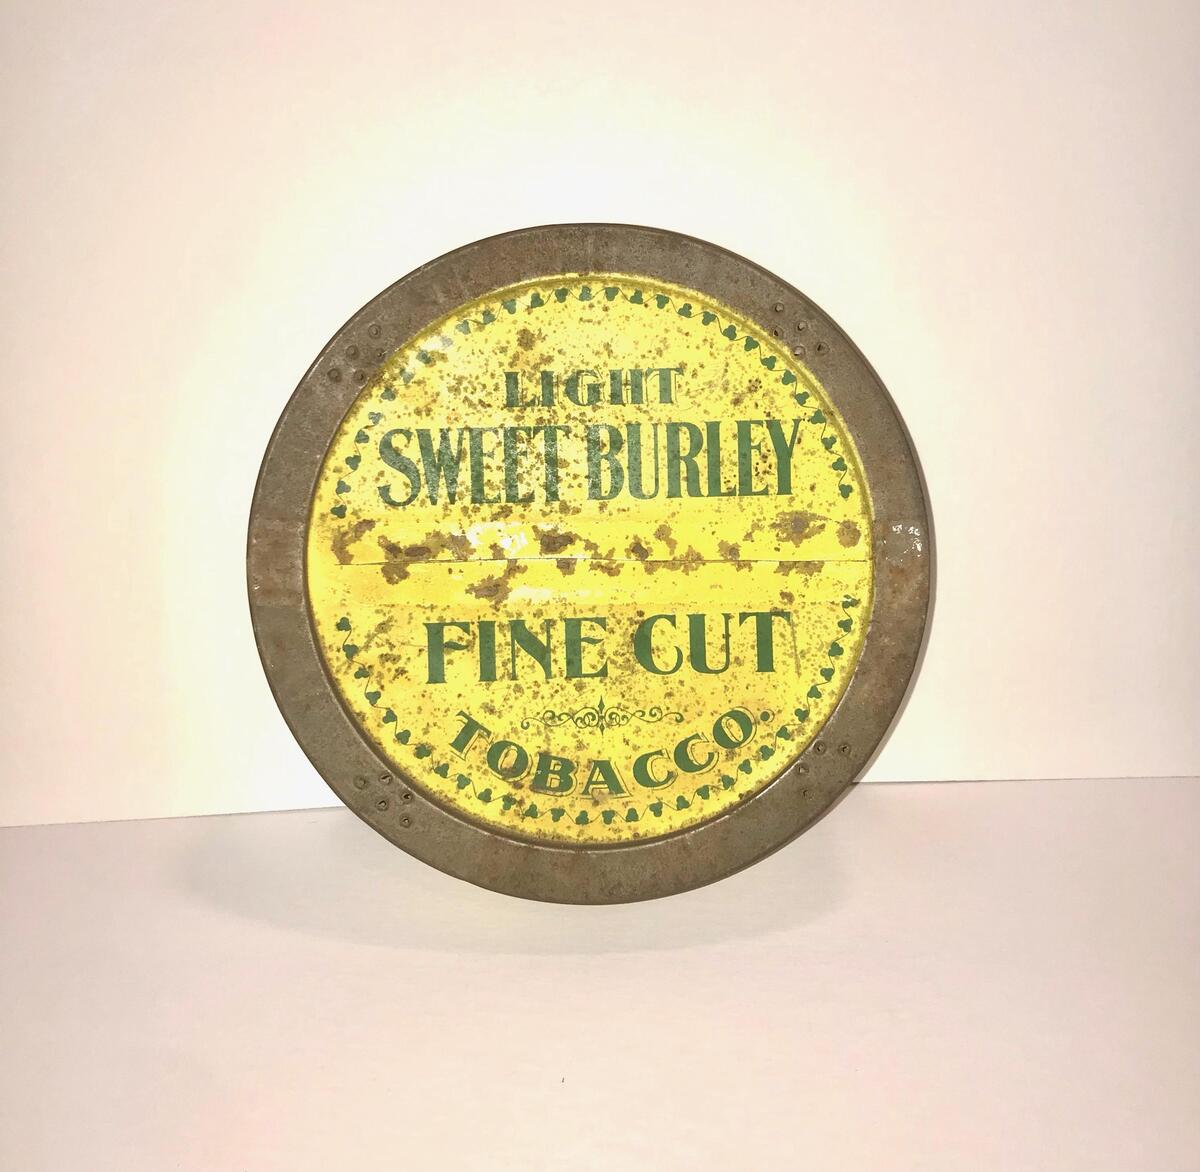 LIGHT
SWEET BURLEY
FINE CUT
TOBACCO.